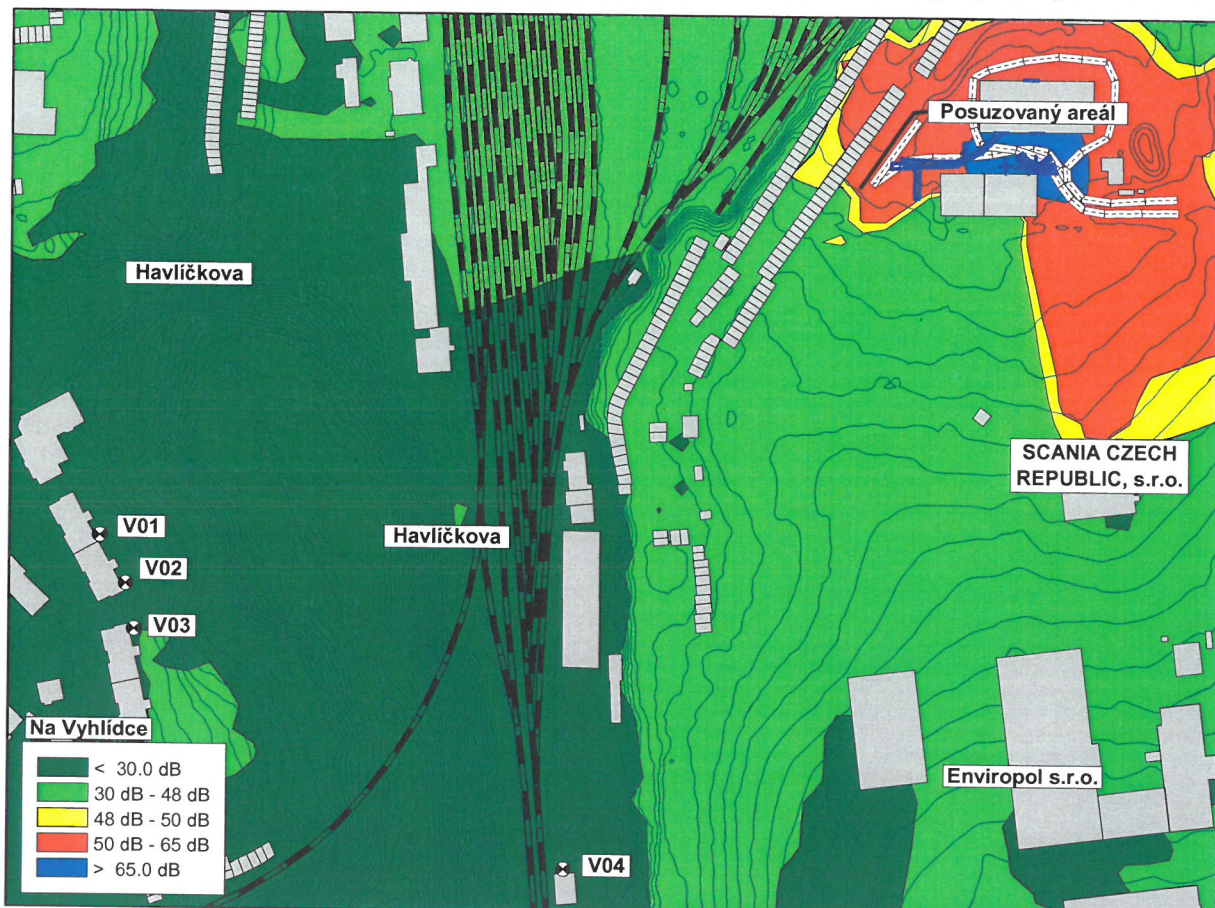 Posuzovaný areál
Havlíčkova
SCANIA CZECH
REPUBLIC, s.r.o.
V01
Havlíčkova
V02
V03
Na Vyhlídce
< 30.0 dB
30 dB - 48 dB
48 dB - 50 dB
50 dB - 65 dB
> 65.0 dB
Enviropol s.r.o.
V04